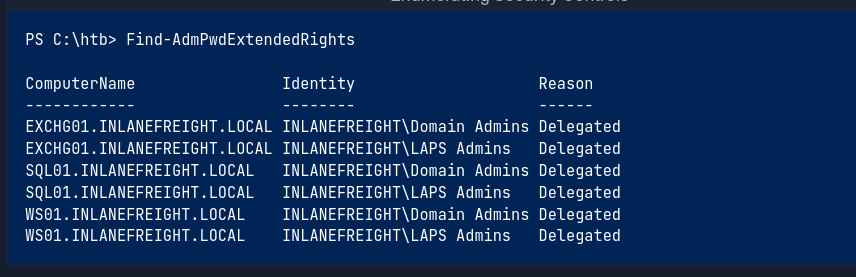 Enumerating Security Controls
PS C:\htb> Find-AdmPwdExtendedRights
ComputerName Identity Reason
------------ -------- ------
EXCHG01.INLANEFREIGHT.LOCAL INLANEFREIGHT\Domain Admins Delegated
EXCHG01.INLANEFREIGHT.LOCAL INLANEFREIGHT\LAPS Admins Delegated
SQL01.INLANEFREIGHT.LOCAL INLANEFREIGHT\Domain Admins Delegated
SQL01.INLANEFREIGHT.LOCAL INLANEFREIGHT\LAPS Admins Delegated
WS01.INLANEFREIGHT.LOCAL INLANEFREIGHT\Domain Admins Delegated
WS01.INLANEFREIGHT.LOCAL INLANEFREIGHT\LAPS Admins Delegated